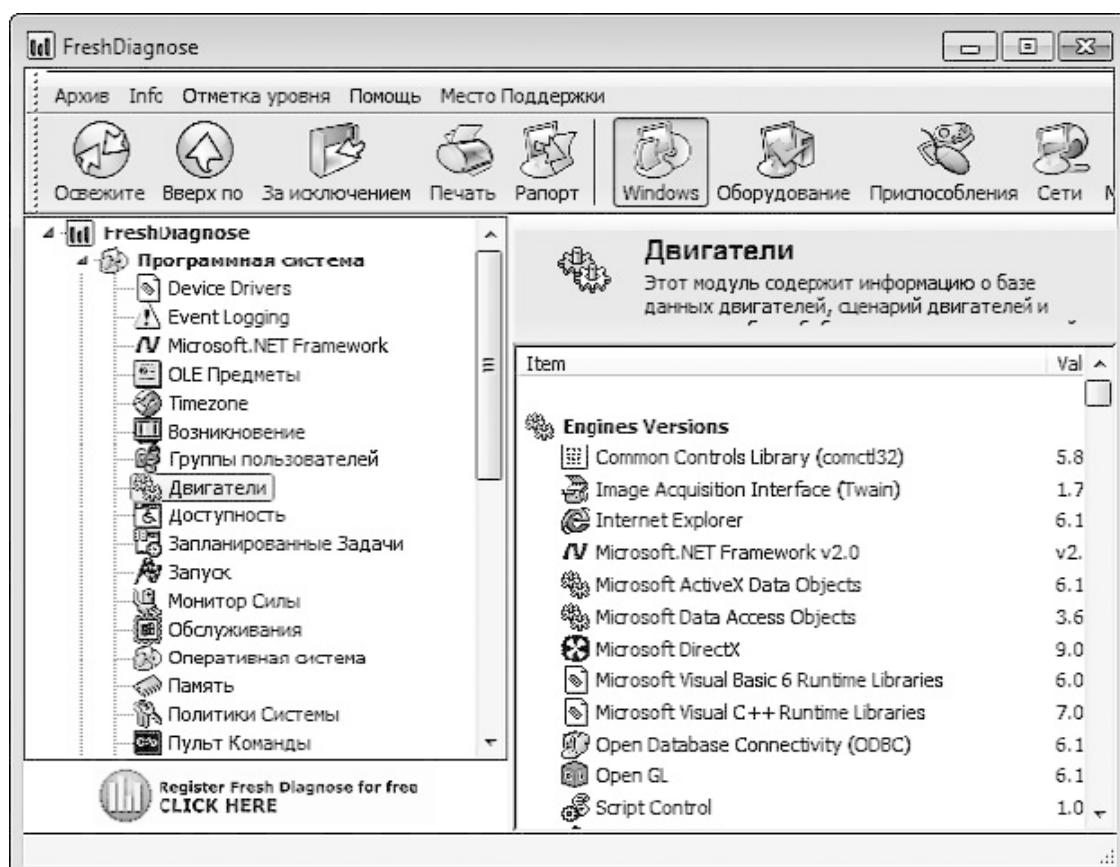 FreshDiagnose
Архив Info Отметка уровня Помощь Место Поддержки
Освежите Вверх по За исключением Печать Рапорт Windows Оборудование Приспособления Сети
FreshDiagnose
Программная система
Device Drivers
Event Logging
Microsoft.NET Framework
OLE Предметы
Timezone
Возникновение
Группы пользователей
Двигатели
Доступность
Запланированные Задачи
Запуск
Монитор Силы
Обслуживания
Оперативная система
Память
Политики Системы
Пульт Команды
Register Fresh Diagnose for free
CLICK HERE
Двигатели
Этот модуль содержит информацию о базе
данных двигателей, сценарий двигателей и
Item Val
Engines Versions
Common Controls Library (comctl32) 5.8
Image Acquisition Interface (Twain) 1.7
Internet Explorer 6.1
Microsoft.NET Framework v2.0 v2.
Microsoft ActiveX Data Objects 6.1
Microsoft Data Access Objects 3.6
Microsoft DirectX 9.0
Microsoft Visual Basic 6 Runtime Libraries 6.0
Microsoft Visual C++ Runtime Libraries 7.0
Open Database Connectivity (ODBC) 6.1
Open GL 6.1
Script Control 1.0